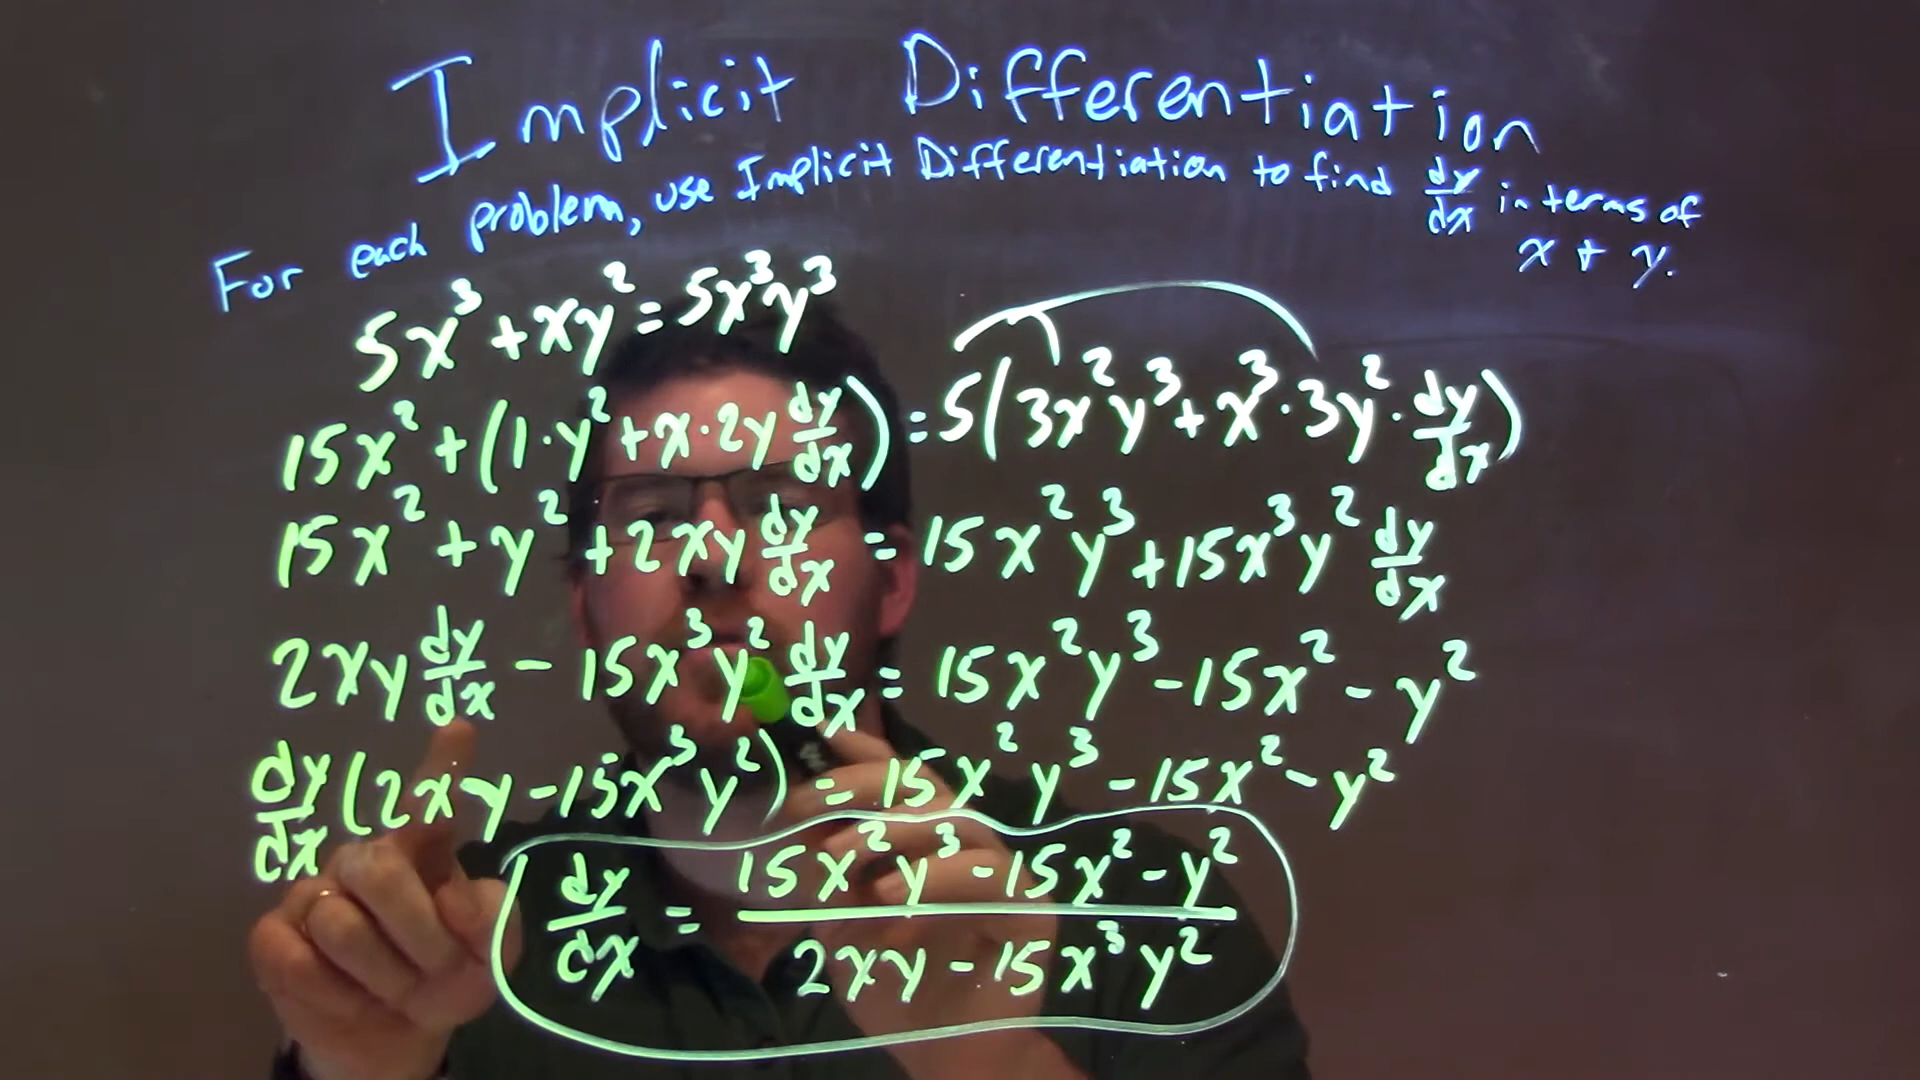 Implicit Differentiation
For each problem, use Implicit Differentiation to find dy/dx in terms of x + y.
5x³ + xy² = 5x³y³
15x² + (1·y² + x·2y dy/dx) = 5(3x²y³ + x³·3y²·dy/dx)
15x² + y² + 2xy dy/dx = 15x²y³ + 15x³y² dy/dx
2xy dy/dx - 15x³y² dy/dx = 15x²y³ - 15x² - y²
dy/dx (2xy - 15x³y²) = 15x²y³ - 15x² - y²
dy/dx = (15x²y³ - 15x² - y²)/(2xy - 15x³y²)